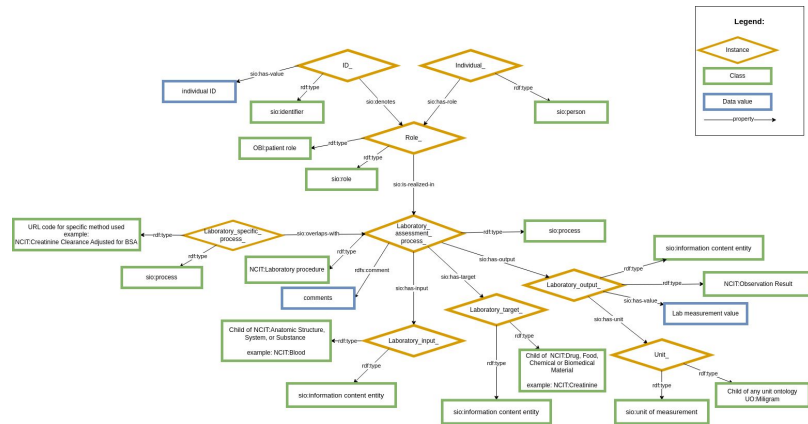 Legend:
Instance
Class
Data value
property
ID_
Individual_
sio:has-value
rdf:type
sio:denotes
sio:has-role
rdf:type
individual ID
sio:identifier
sio:person
Role_
OBI:patient role
rdf:type
rdf:type
sio:role
sio:is-realized-in
URL code for specific method used
example:
NCIT:Creatinine Clearance Adjusted for BSA
rdf:type
Laboratory_specific_
process_
sio:overlaps-with
Laboratory_
assessment_
process_
rdf:type
sio:process
rdf:type
sio:process
NCIT:Laboratory procedure
rdf:type
rdfs:comment
comments
sio:has-input
sio:has-target
sio:has-output
sio:information content entity
rdf:type
Laboratory_output_
rdf:type
NCIT:Observation Result
sio:has-value
Lab measurement value
sio:has-unit
Child of NCIT:Anatomic Structure,
System, or Substance
example: NCIT:Blood
rdf:type
Laboratory_input_
rdf:type
sio:information content entity
Laboratory_target_
rdf:type
rdf:type
Child of NCIT:Drug, Food,
Chemical or Biomedical
Material
example: NCIT:Creatinine
sio:information content entity
Unit_
rdf:type
rdf:type
sio:unit of measurement
Child of any unit ontology
UO:Miligram